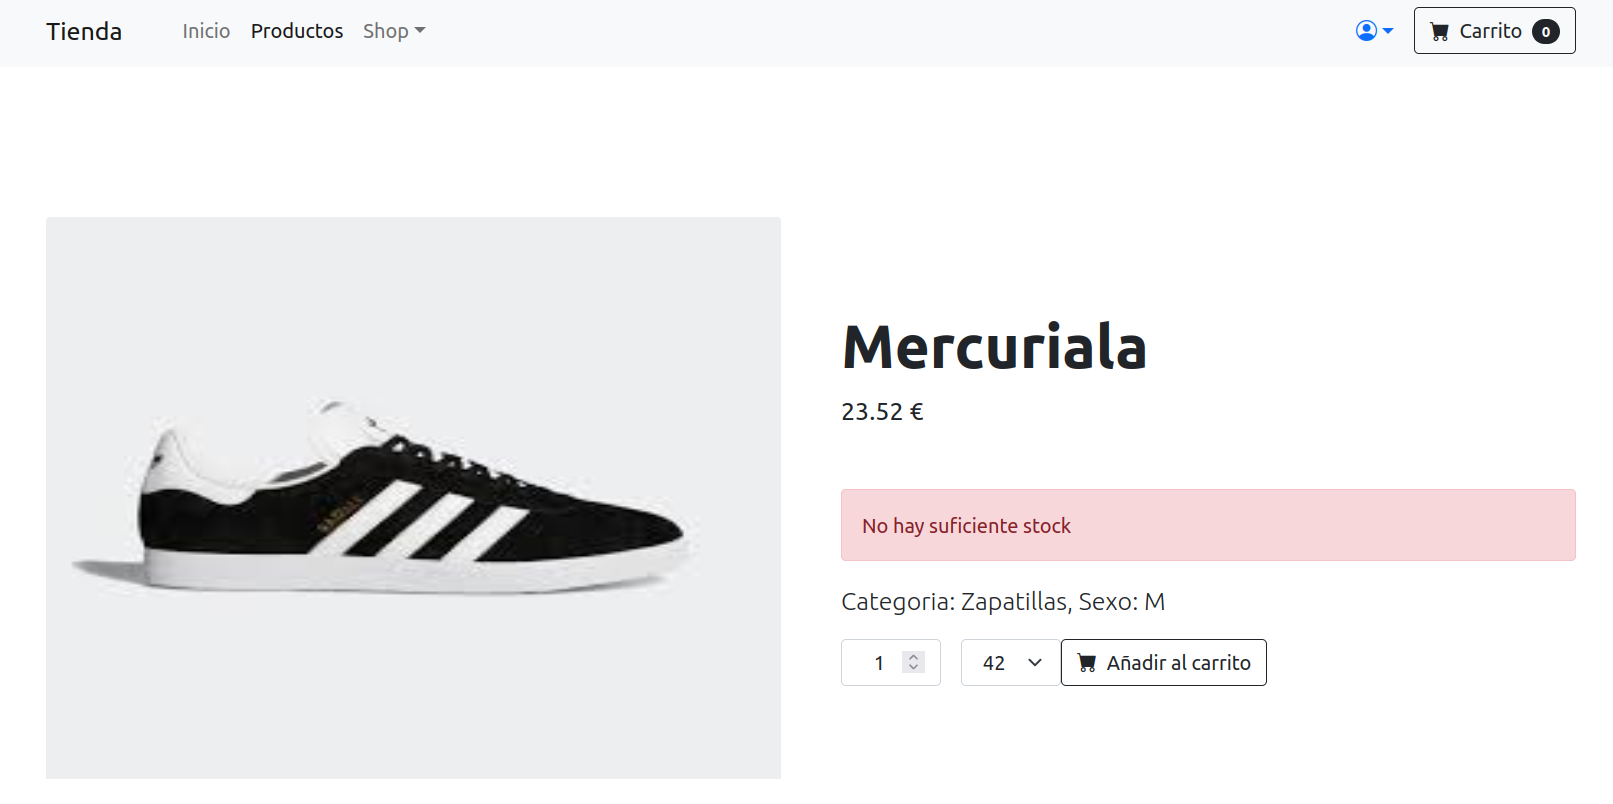 Tienda
Inicio Productos Shop
Carrito 0
Mercuriala
23.52 €
No hay suficiente stock
Categoria: Zapatillas, Sexo: M
1 42 Añadir al carrito